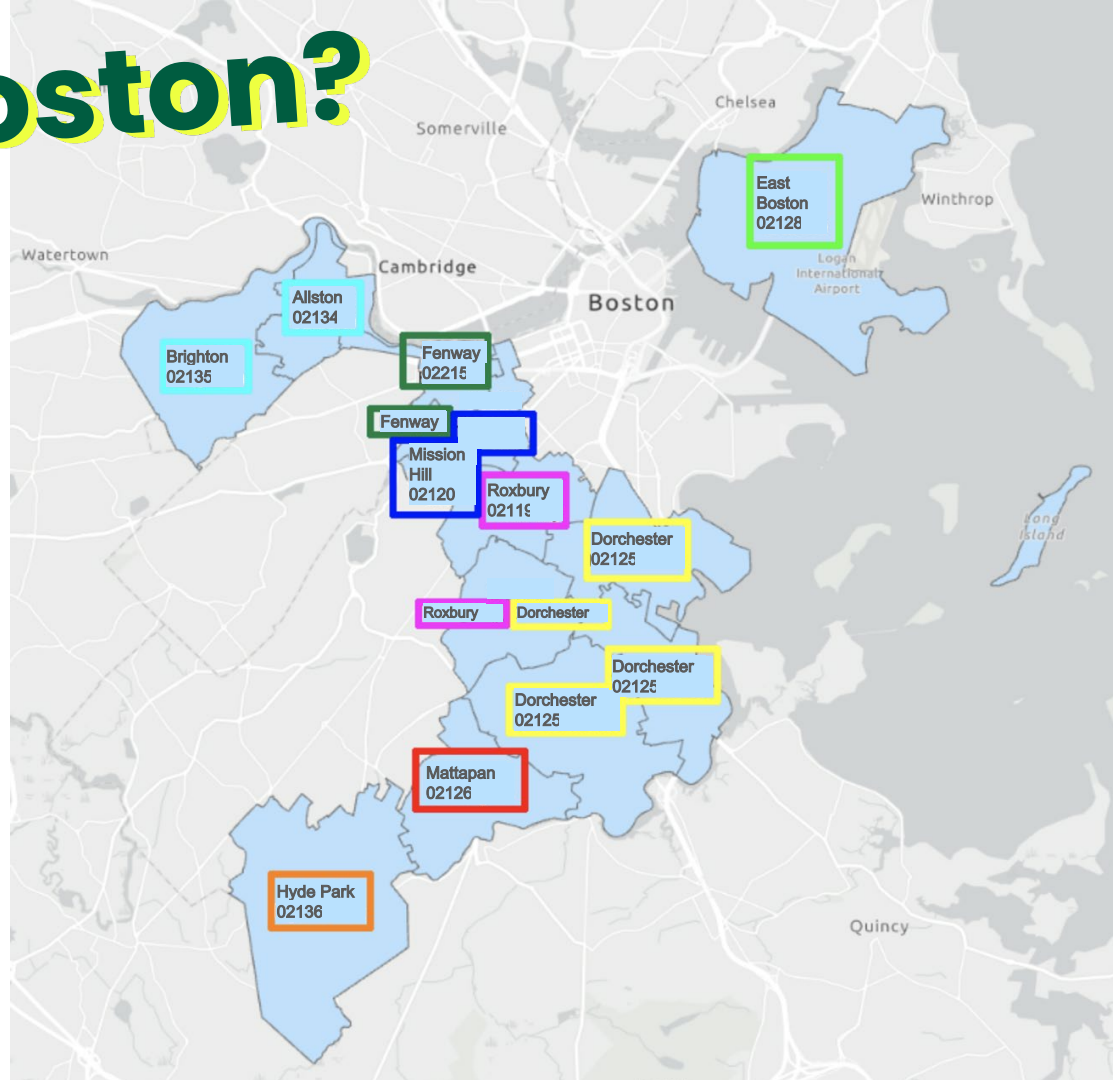 oston?
Chelsea
Somerville
East
Boston
02128
Winthrop
Watertown
Cambridge
Logan
International
Airport
Allston
02134
Boston
Brighton
02135
Fenway
02215
Fenway
Mission
Hill
02120
Roxbury
02119
Long
Island
Dorchester
02125
Roxbury
Dorchester
Dorchester
02125
Dorchester
02125
Mattapan
02126
Hyde Park
02136
Quincy